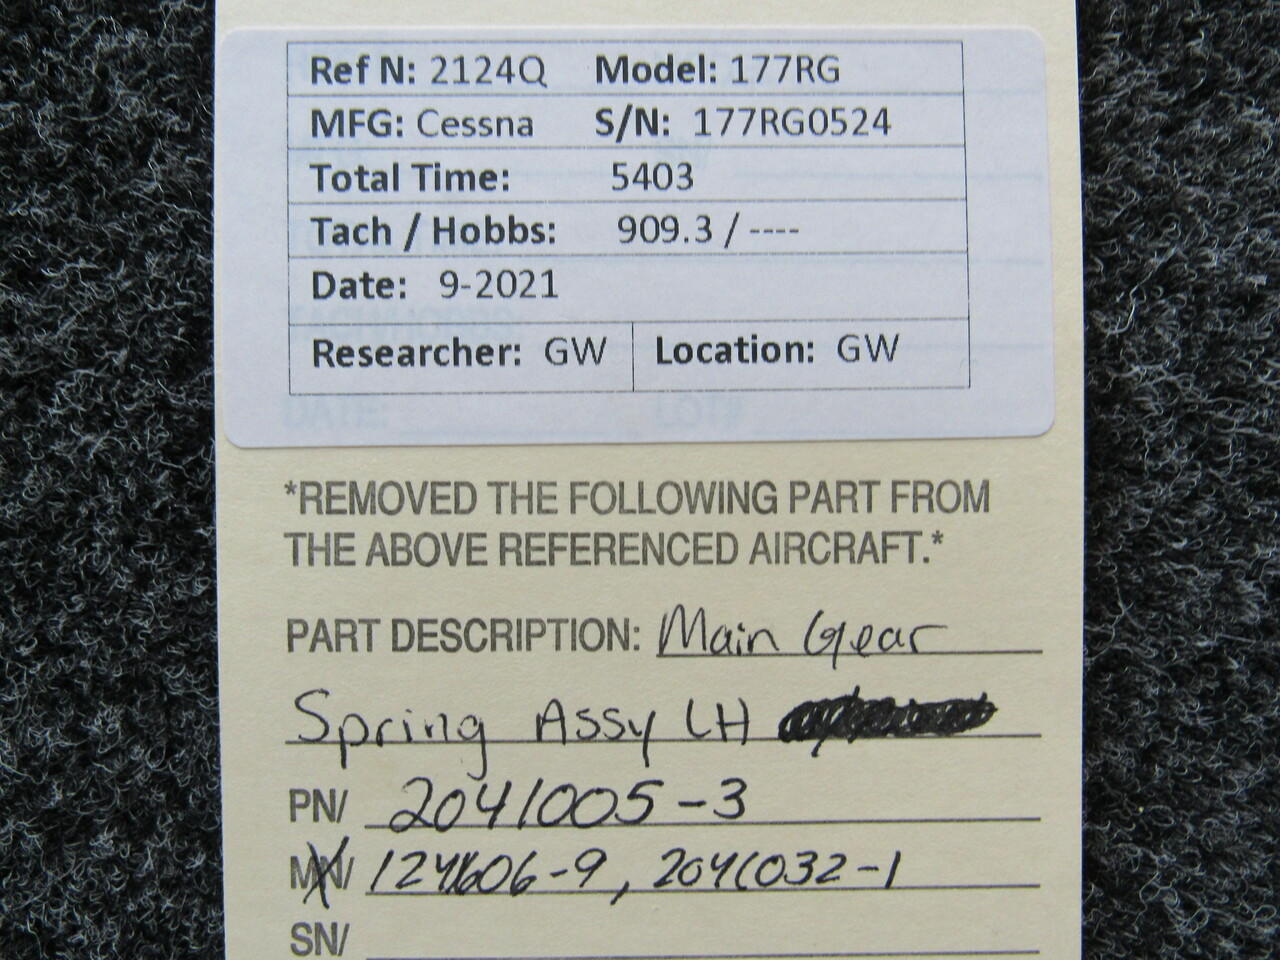 Ref N: 2124Q Model: 177RG
MFG: Cessna S/N: 177RG0524
Total Time: 5403
Tach / Hobbs: 909.3 / ----
Date: 9-2021
Researcher: GW Location: GW
DATE: LOT#
*REMOVED THE FOLLOWING PART FROM
THE ABOVE REFERENCED AIRCRAFT.*
PART DESCRIPTION: Main Gear
Spring Assy LH
PN/ 2041005-3
MN/ 1241606-9, 2041032-1
SN/